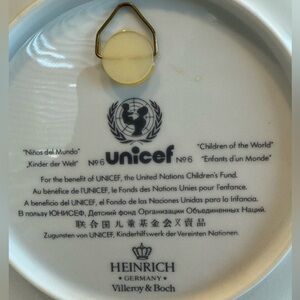 "Niños del Mundo" "Children of the World"
"Kinder der Welt" Nº6 unicef Nº6 "Enfants d'un Monde"
For the benefit of UNICEF, the United Nations Children's Fund.
Au bénéfice de l'UNICEF, le Fonds des Nations Unies pour l'enfance.
A beneficio del UNICEF, el Fondo de las Naciones Unidas para la Infancia.
В пользу ЮНИСЕФ, Детский фонд Организации Объединенных Наций.
联合国儿童基金会义卖品
Zugunsten von UNICEF, Kinderhilfswerk der Vereinten Nationen.
HEINRICH
GERMANY
Villeroy & Boch